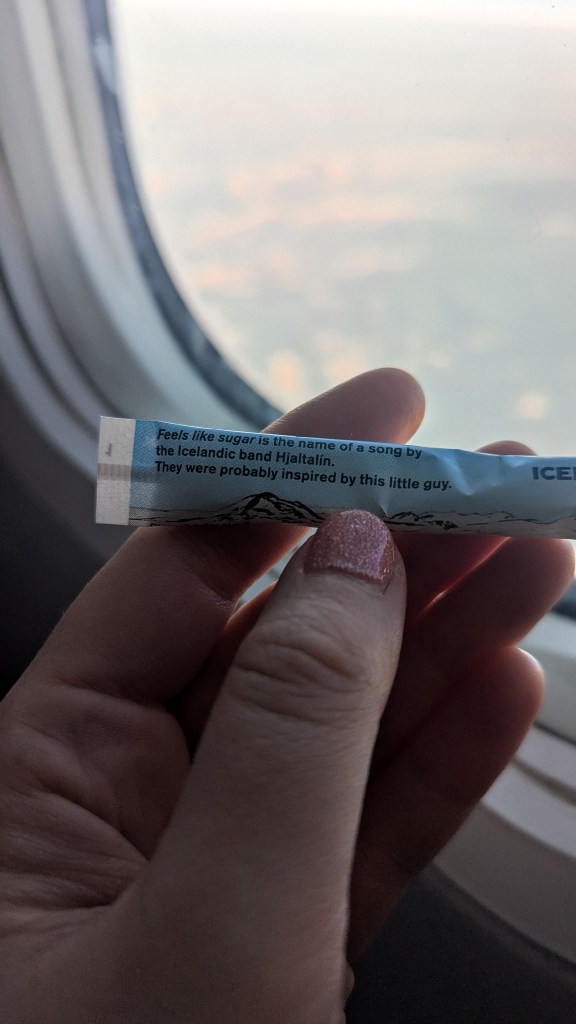 Feels like sugar is the name of a song by
the Icelandic band Hjaltalín.
They were probably inspired by this little guy.
ICE